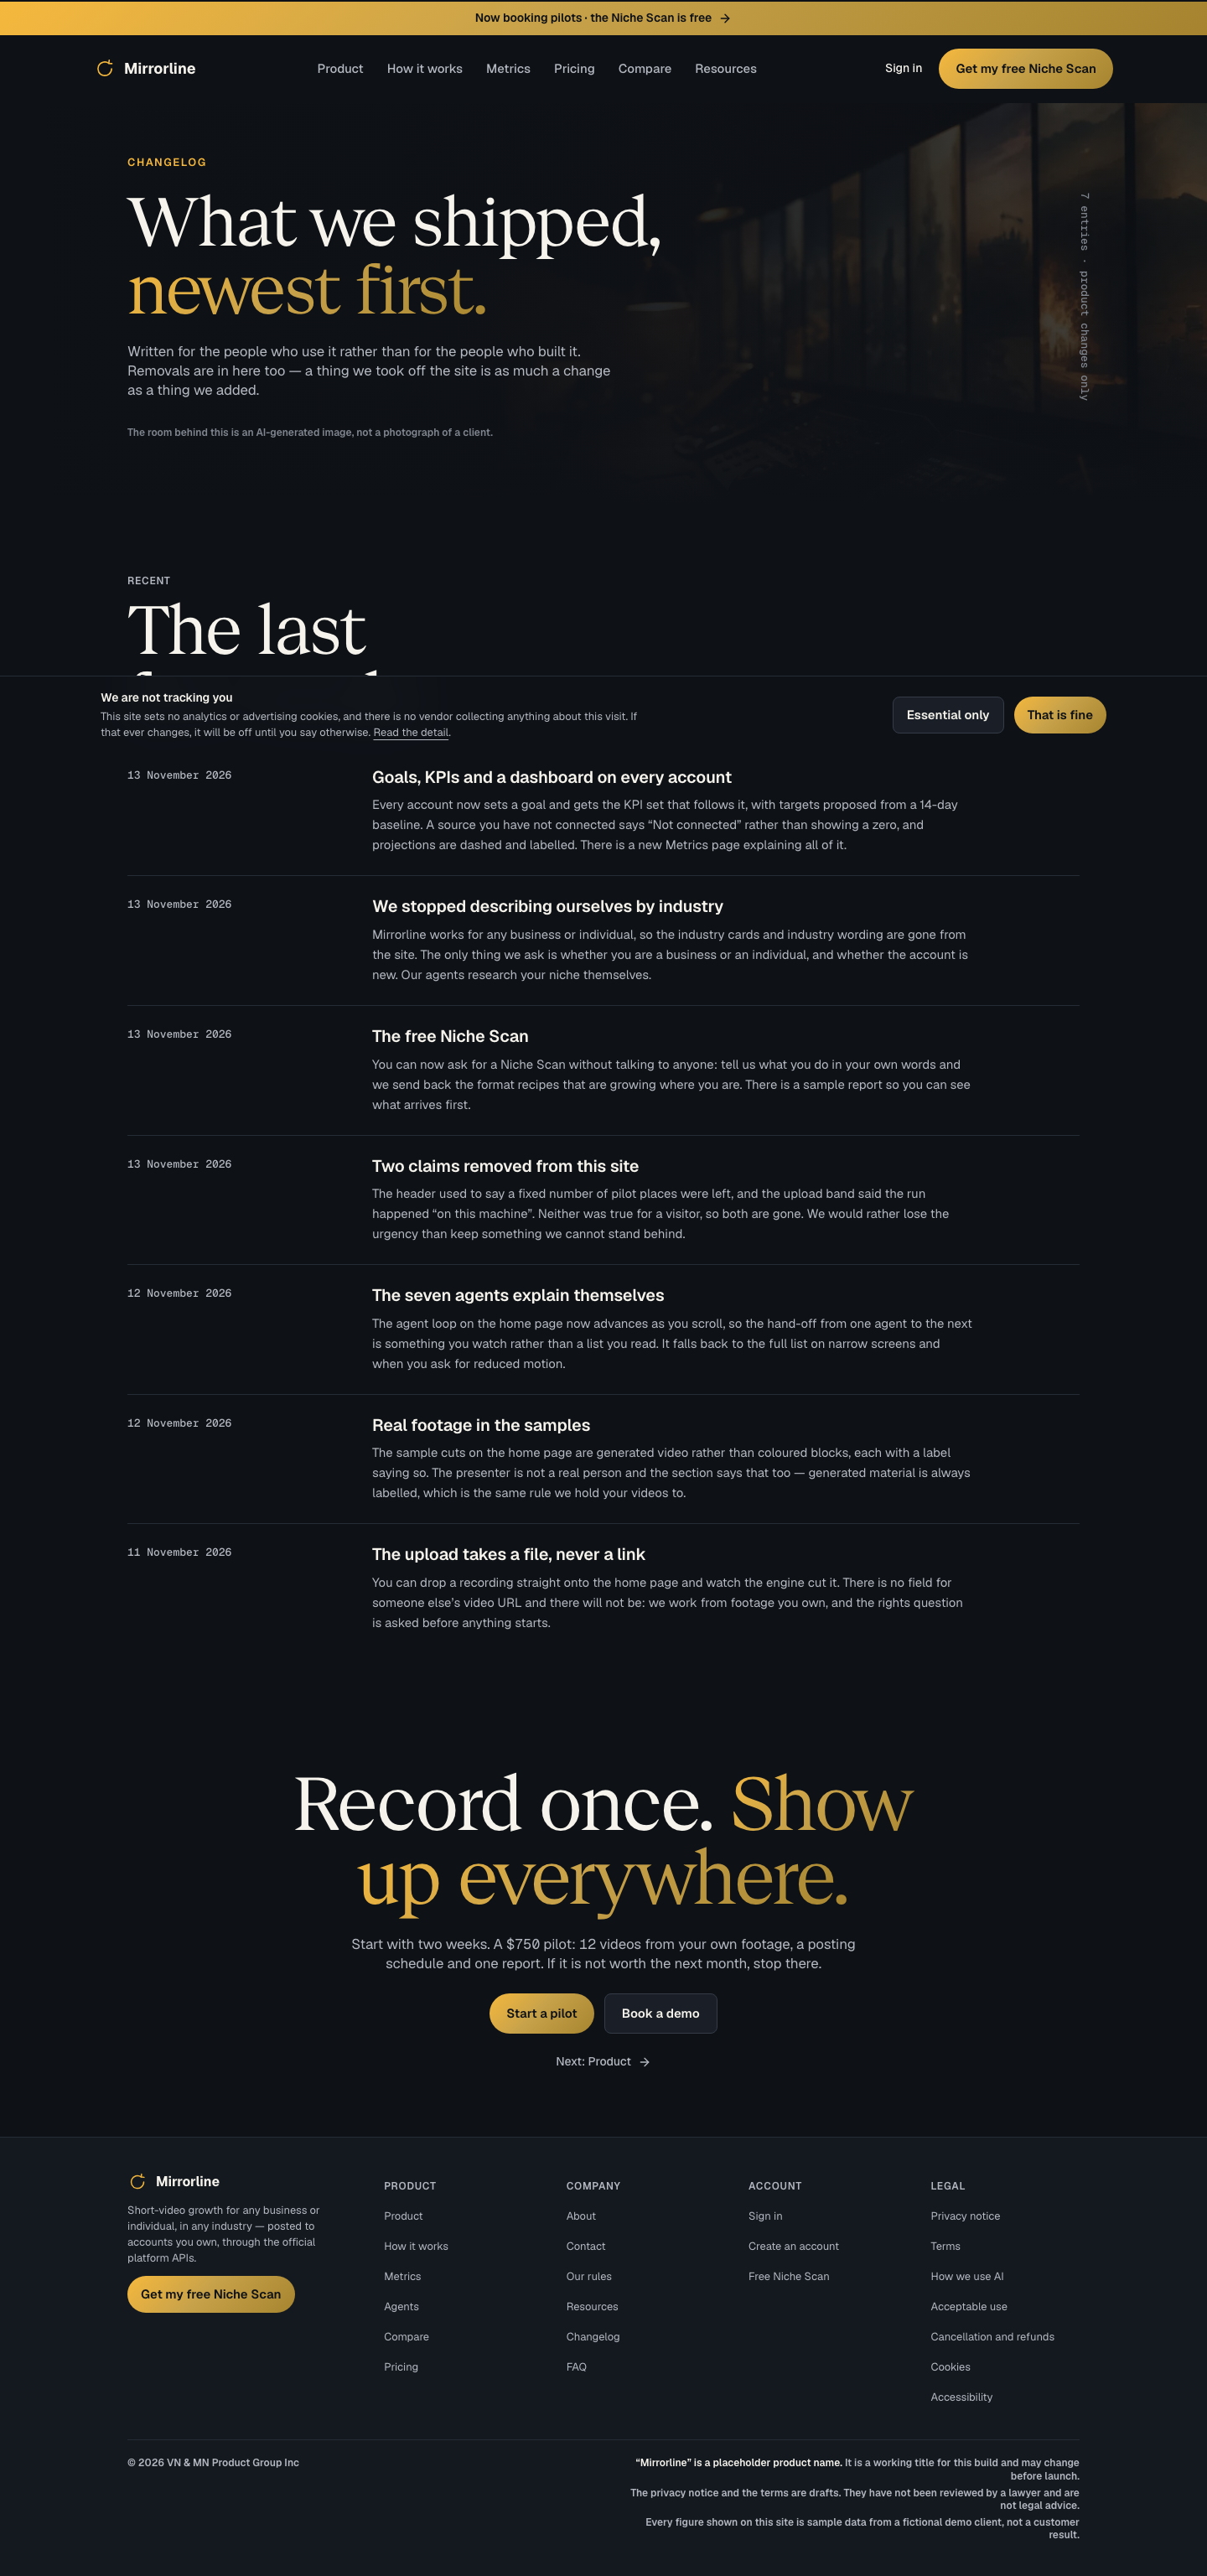 Now booking pilots · the Niche Scan is free →
Mirrorline
Product
How it works
Metrics
Pricing
Compare
Resources
Sign in
Get my free Niche Scan
CHANGELOG
What we shipped,
newest first.
7 entries · product changes only
Written for the people who use it rather than for the people who built it.
Removals are in here too — a thing we took off the site is as much a change
as a thing we added.
The room behind this is an AI-generated image, not a photograph of a client.
RECENT
The last
We are not tracking you
This site sets no analytics or advertising cookies, and there is no vendor collecting anything about this visit. If
that ever changes, it will be off until you say otherwise. Read the detail.
Essential only
That is fine
13 November 2026
Goals, KPIs and a dashboard on every account
Every account now sets a goal and gets the KPI set that follows it, with targets proposed from a 14-day
baseline. A source you have not connected says “Not connected” rather than showing a zero, and
projections are dashed and labelled. There is a new Metrics page explaining all of it.
13 November 2026
We stopped describing ourselves by industry
Mirrorline works for any business or individual, so the industry cards and industry wording are gone from
the site. The only thing we ask is whether you are a business or an individual, and whether the account is
new. Our agents research your niche themselves.
13 November 2026
The free Niche Scan
You can now ask for a Niche Scan without talking to anyone: tell us what you do in your own words and
we send back the format recipes that are growing where you are. There is a sample report so you can see
what arrives first.
13 November 2026
Two claims removed from this site
The header used to say a fixed number of pilot places were left, and the upload band said the run
happened “on this machine”. Neither was true for a visitor, so both are gone. We would rather lose the
urgency than keep something we cannot stand behind.
12 November 2026
The seven agents explain themselves
The agent loop on the home page now advances as you scroll, so the hand-off from one agent to the next
is something you watch rather than a list you read. It falls back to the full list on narrow screens and
when you ask for reduced motion.
12 November 2026
Real footage in the samples
The sample cuts on the home page are generated video rather than coloured blocks, each with a label
saying so. The presenter is not a real person and the section says that too — generated material is always
labelled, which is the same rule we hold your videos to.
11 November 2026
The upload takes a file, never a link
You can drop a recording straight onto the home page and watch the engine cut it. There is no field for
someone else’s video URL and there will not be: we work from footage you own, and the rights question
is asked before anything starts.
Record once. Show
up everywhere.
Start with two weeks. A $750 pilot: 12 videos from your own footage, a posting
schedule and one report. If it is not worth the next month, stop there.
Start a pilot
Book a demo
Next: Product →
Mirrorline
Short-video growth for any business or
individual, in any industry — posted to
accounts you own, through the official
platform APIs.
Get my free Niche Scan
PRODUCT
Product
How it works
Metrics
Agents
Compare
Pricing
COMPANY
About
Contact
Our rules
Resources
Changelog
FAQ
ACCOUNT
Sign in
Create an account
Free Niche Scan
LEGAL
Privacy notice
Terms
How we use AI
Acceptable use
Cancellation and refunds
Cookies
Accessibility
© 2026 VN & MN Product Group Inc
“Mirrorline” is a placeholder product name. It is a working title for this build and may change
before launch.
The privacy notice and the terms are drafts. They have not been reviewed by a lawyer and are
not legal advice.
Every figure shown on this site is sample data from a fictional demo client, not a customer
result.